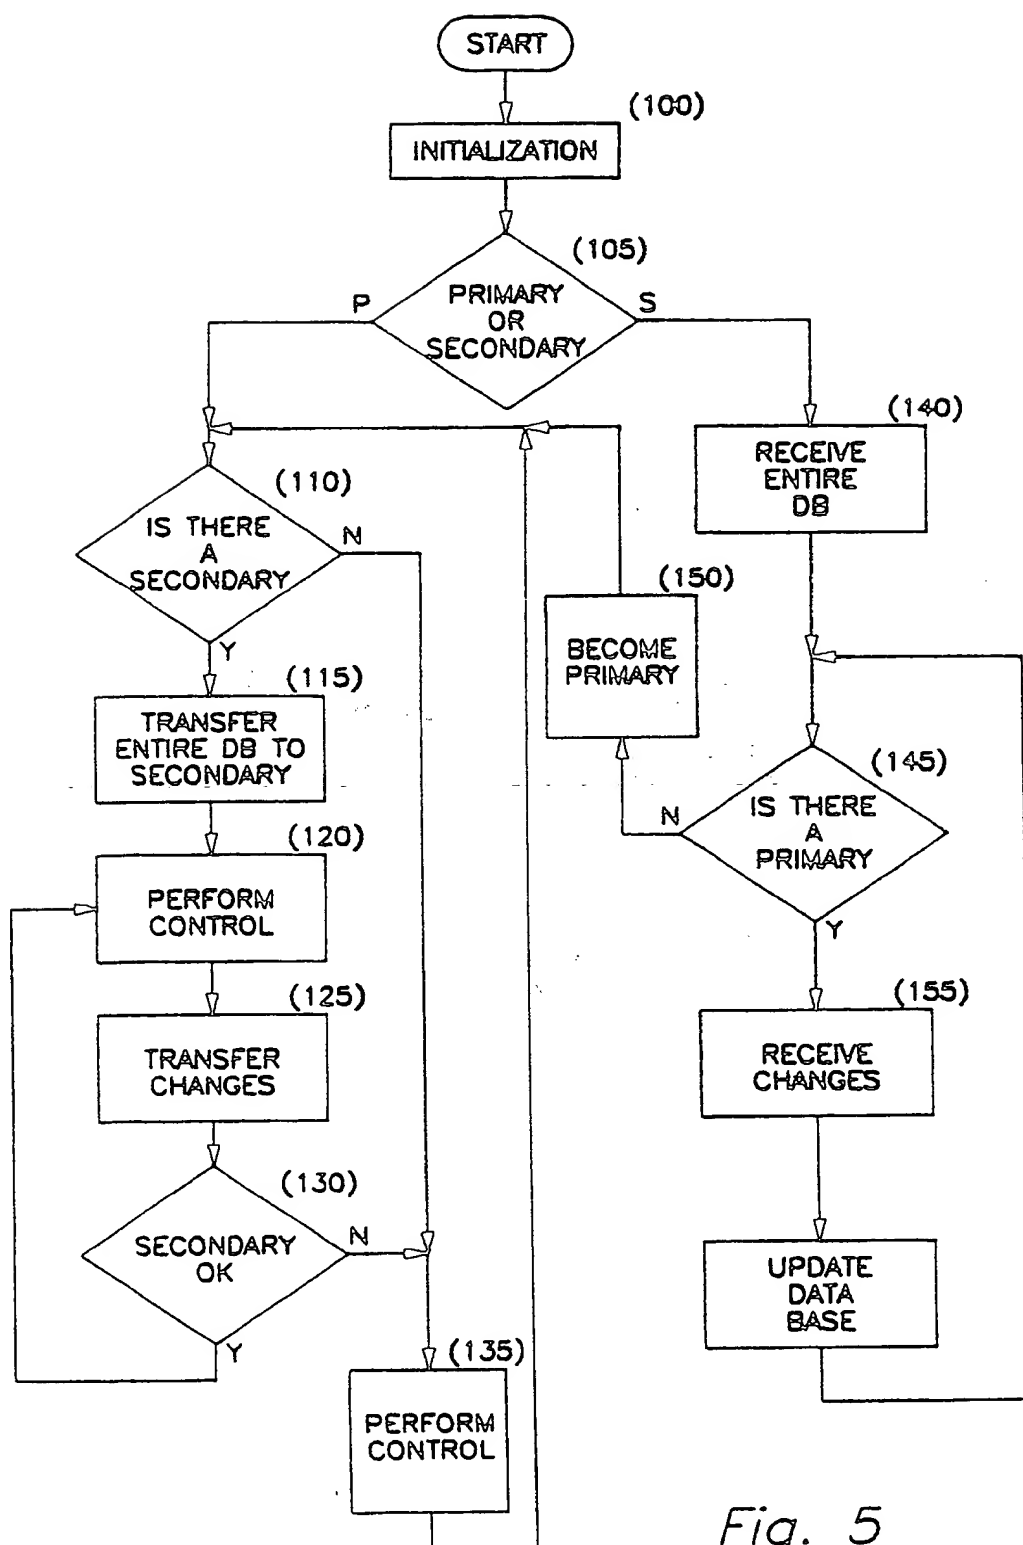 START
(100)
INITIALIZATION
(105)
P
PRIMARY
OR
SECONDARY
S
(140)
RECEIVE
ENTIRE
DB
(110)
IS THERE
A
SECONDARY
N
Y
(150)
BECOME
PRIMARY
(115)
TRANSFER
ENTIRE DB TO
SECONDARY
(145)
IS THERE
A
PRIMARY
N
Y
(120)
PERFORM
CONTROL
(125)
TRANSFER
CHANGES
(155)
RECEIVE
CHANGES
(130)
SECONDARY
OK
N
Y
UPDATE
DATA
BASE
(135)
PERFORM
CONTROL
Fig. 5